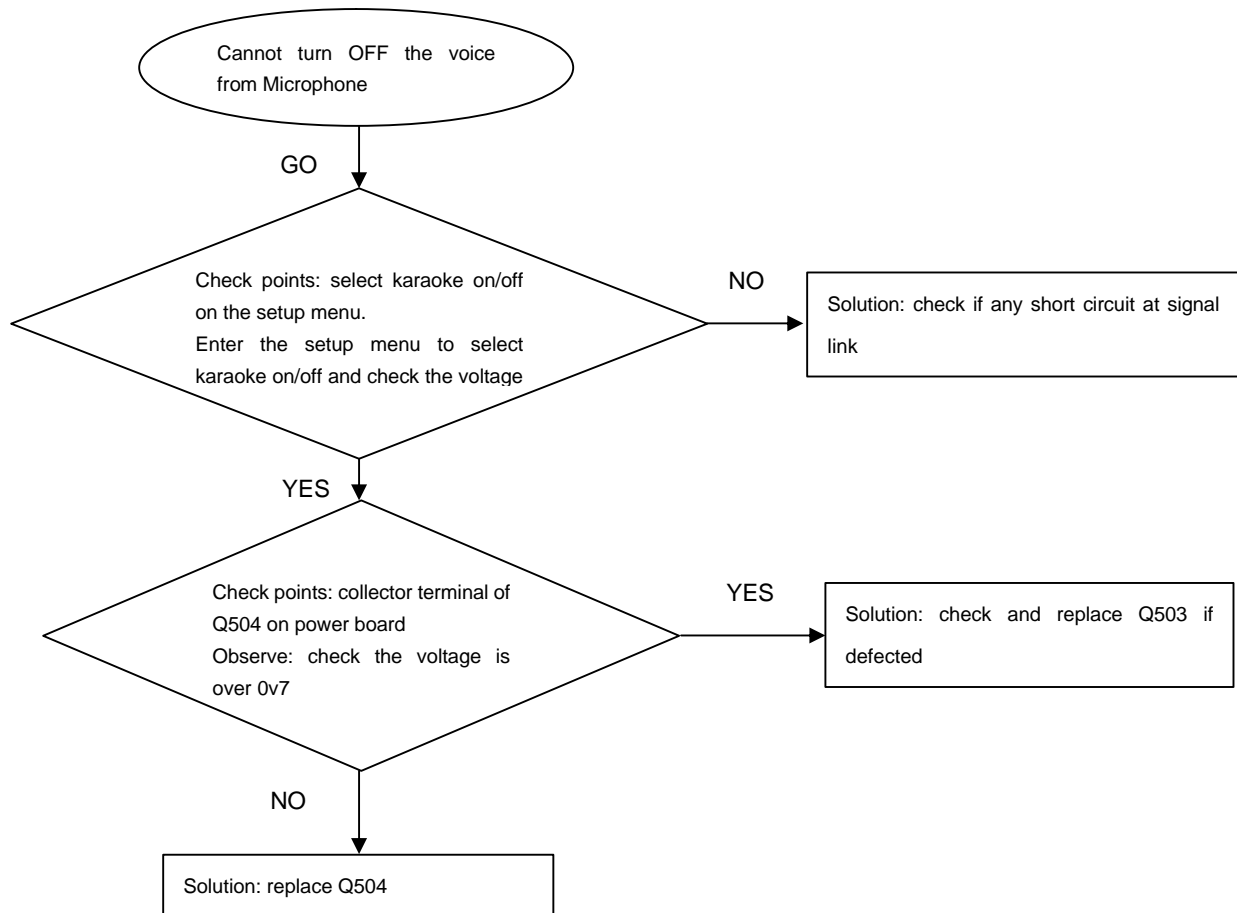 Cannot turn OFF the voice
from Microphone
GO
Check points: select karaoke on/off
on the setup menu.
Enter the setup menu to select
karaoke on/off and check the voltage
NO
Solution: check if any short circuit at signal
link
YES
Check points: collector terminal of
Q504 on power board
Observe: check the voltage is
over 0v7
YES
Solution: check and replace Q503 if
defected
NO
Solution: replace Q504